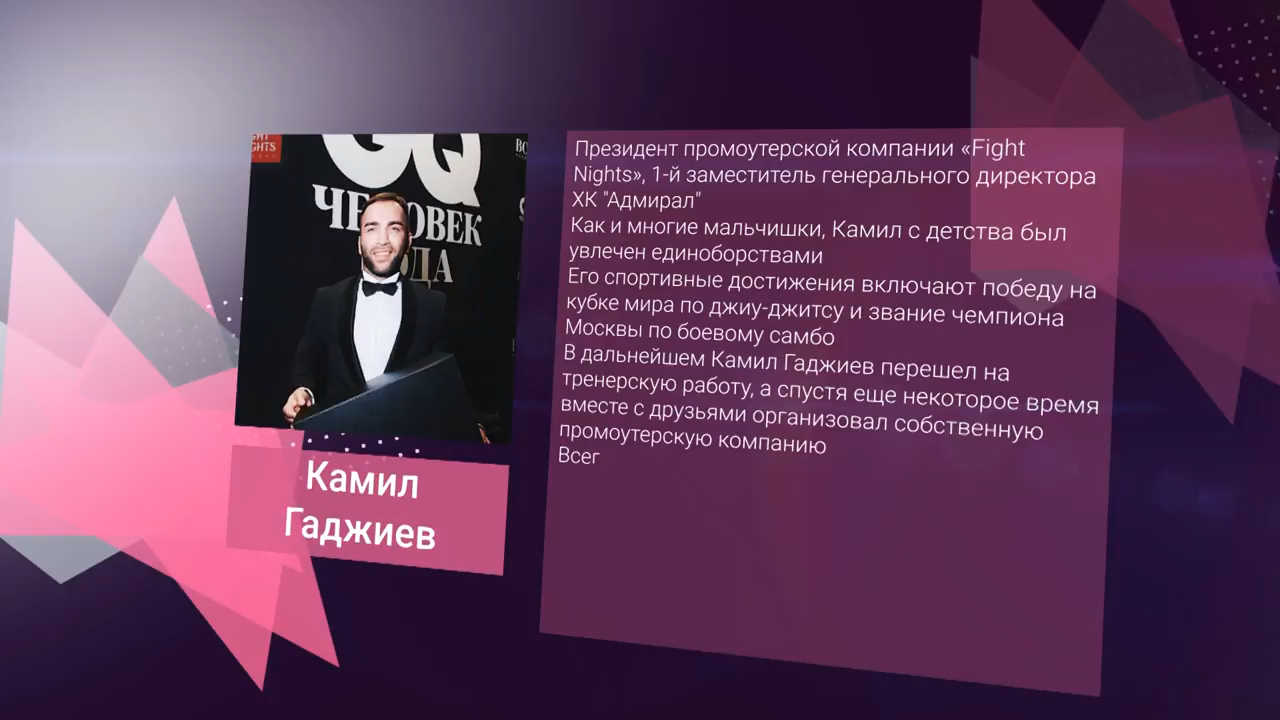 GQ
ЧЕЛОВЕК
ГОДА
Камил
Гаджиев
Президент промоутерской компании «Fight
Nights», 1-й заместитель генерального директора
ХК "Адмирал"
Как и многие мальчишки, Камил с детства был
увлечен единоборствами
Его спортивные достижения включают победу на
кубке мира по джиу-джитсу и звание чемпиона
Москвы по боевому самбо
В дальнейшем Камил Гаджиев перешел на
тренерскую работу, а спустя еще некоторое время
вместе с друзьями организовал собственную
промоутерскую компанию
Всег